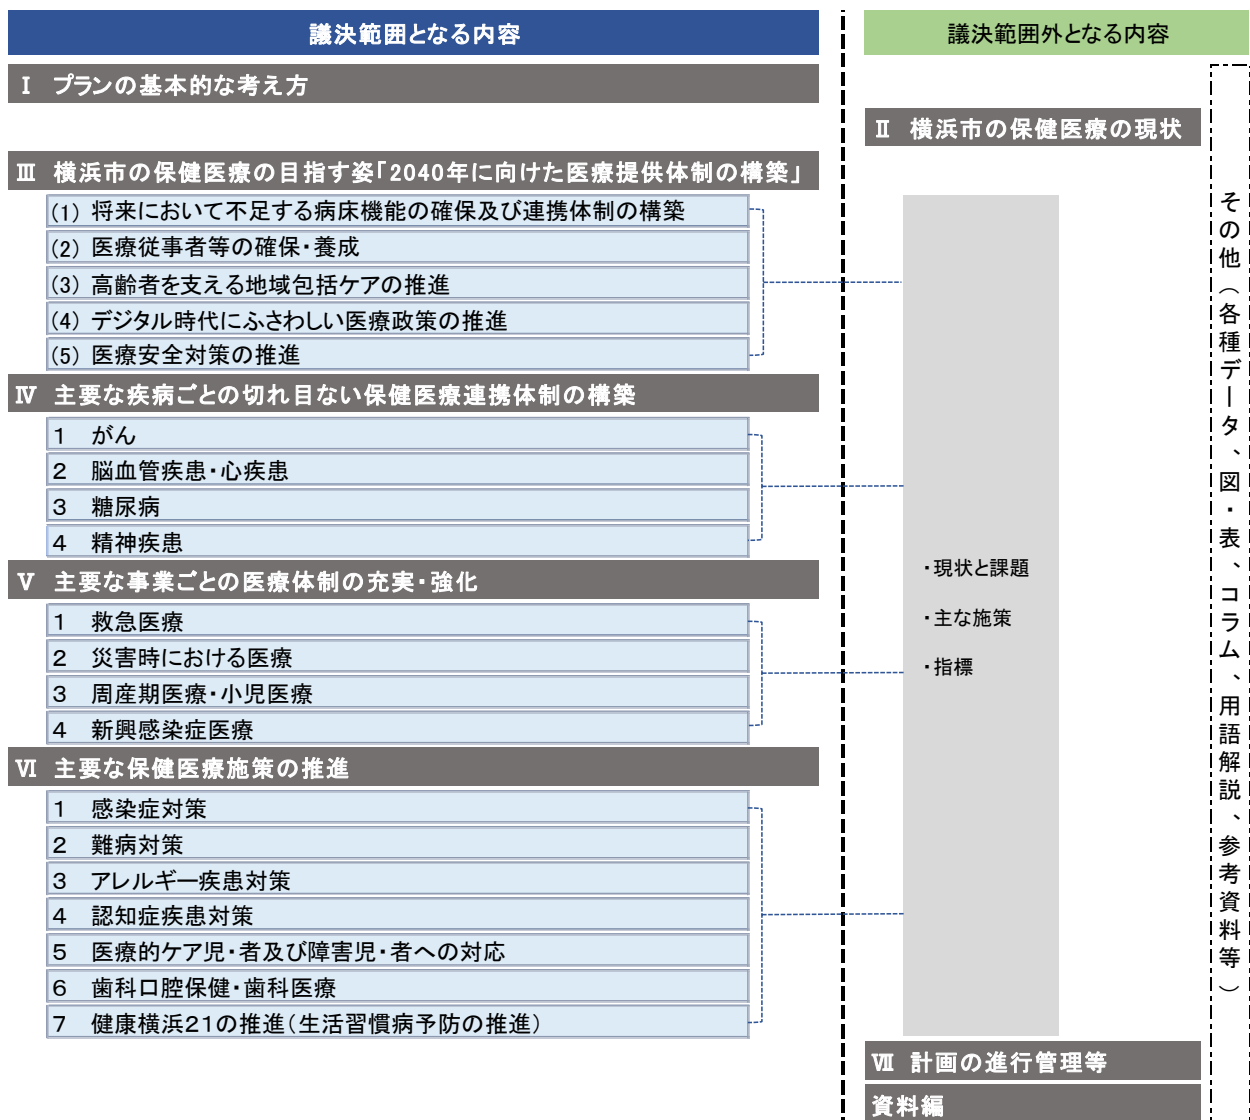 議決範囲となる内容
議決範囲外となる内容
Ⅰ プランの基本的な考え方
Ⅱ 横浜市の保健医療の現状
Ⅲ 横浜市の保健医療の目指す姿「2040年に向けた医療提供体制の構築」
(1) 将来において不足する病床機能の確保及び連携体制の構築
(2) 医療従事者等の確保・養成
(3) 高齢者を支える地域包括ケアの推進
(4) デジタル時代にふさわしい医療政策の推進
(5) 医療安全対策の推進
Ⅳ 主要な疾病ごとの切れ目ない保健医療連携体制の構築
1 がん
2 脳血管疾患・心疾患
3 糖尿病
4 精神疾患
Ⅴ 主要な事業ごとの医療体制の充実・強化
1 救急医療
2 災害時における医療
3 周産期医療・小児医療
4 新興感染症医療
Ⅵ 主要な保健医療施策の推進
1 感染症対策
2 難病対策
3 アレルギー疾患対策
4 認知症疾患対策
5 医療的ケア児・者及び障害児・者への対応
6 歯科口腔保健・歯科医療
7 健康横浜21の推進(生活習慣病予防の推進)
・現状と課題
・主な施策
・指標
Ⅶ 計画の進行管理等
資料編
その他(各種データ、図・表、コラム、用語解説、参考資料等)